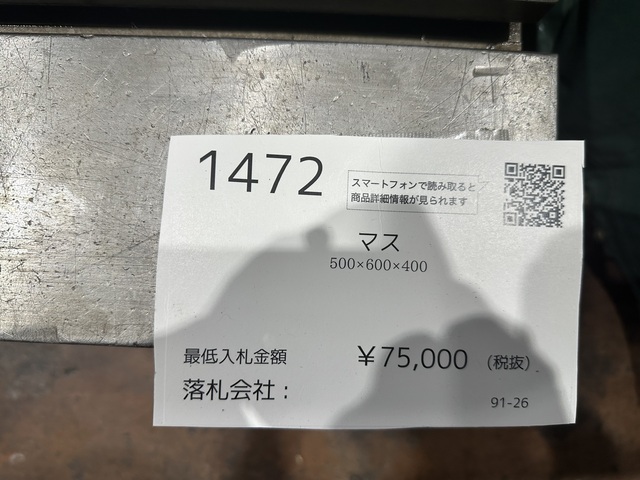 1472
スマートフォンで読み取ると
商品詳細情報が見られます
マス
500×600×400
最低入札金額 ¥75,000 (税抜)
落札会社:
91-26